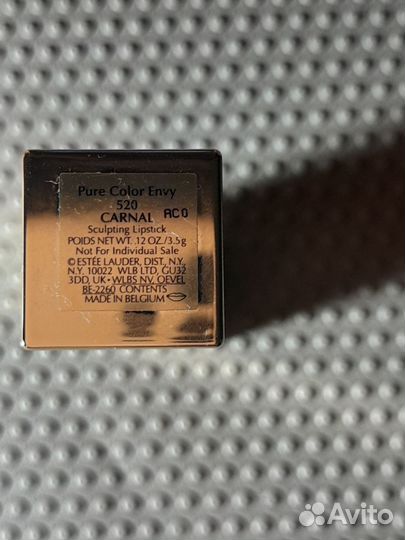 Pure Color Envy
520
CARNAL AC0
Sculpting Lipstick
POIDS NET WT. .12 OZ./3.5g
Not For Individual Sale
© ESTÉE LAUDER, DIST. N.Y.,
N.Y. 10022 WLB LTD, GU32
3DD, UK • WLBS NV, OEVEL
BE-2260 CONTENTS
MADE IN BELGIUM
Avito